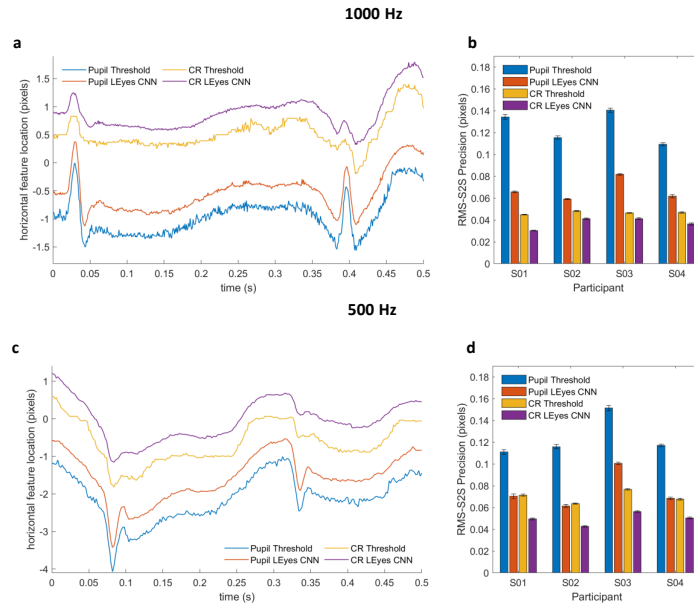 1000 Hz
a
Pupil Threshold
Pupil LEyes CNN
CR Threshold
CR LEyes CNN
horizontal feature location (pixels)
1.5
1
0.5
0
-0.5
-1
-1.5
0 0.05 0.1 0.15 0.2 0.25 0.3 0.35 0.4 0.45 0.5
time (s)
b
Pupil Threshold
Pupil LEyes CNN
CR Threshold
CR LEyes CNN
RMS-S2S Precision (pixels)
0.18
0.16
0.14
0.12
0.1
0.08
0.06
0.04
0.02
0
S01 S02 S03 S04
Participant
500 Hz
c
horizontal feature location (pixels)
1
0
-1
-2
-3
-4
Pupil Threshold
Pupil LEyes CNN
CR Threshold
CR LEyes CNN
0 0.05 0.1 0.15 0.2 0.25 0.3 0.35 0.4 0.45 0.5
time (s)
d
Pupil Threshold
Pupil LEyes CNN
CR Threshold
CR LEyes CNN
RMS-S2S Precision (pixels)
0.18
0.16
0.14
0.12
0.1
0.08
0.06
0.04
0.02
0
S01 S02 S03 S04
Participant